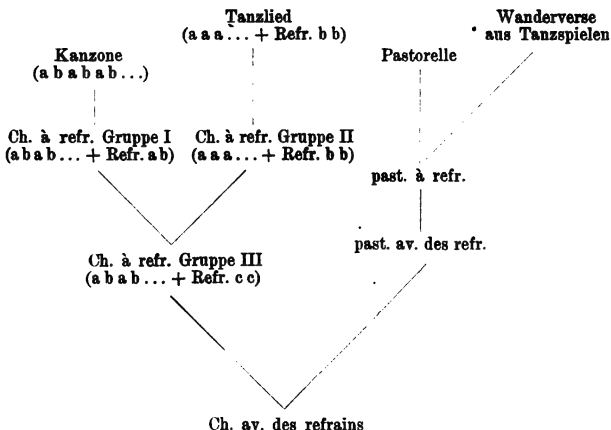 Tanzlied
(a a a ... + Refr. b b)
Wanderverse
aus Tanzspielen
Kanzone
(a b a b a b ...)
Pastorelle
Ch. à refr. Gruppe I
(a b a b ... + Refr. a b)
Ch. à refr. Gruppe II
(a a a ... + Refr. b b)
past. à refr.
past. av. des refr.
Ch. à refr. Gruppe III
(a b a b ... + Refr. c c)
Ch. av. des refrains